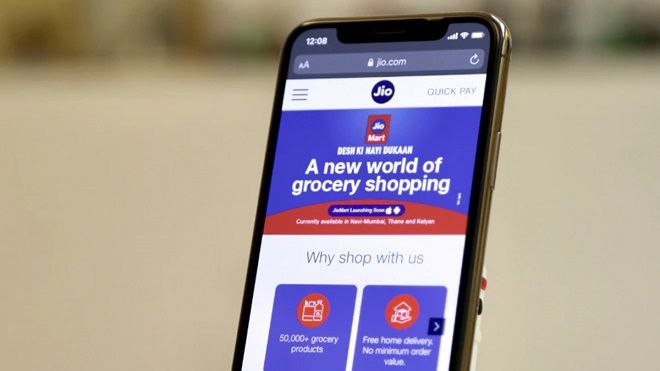 12:08
AA
jio.com
Jio
QUICK PAY
Jio
Mart
DESH KI NAYI DUKAAN
A new world of
grocery shopping
JioMart Launching Soon
Currently available in Navi-Mumbai, Thane and Kalyan
Why shop with us
50,000+ grocery
products
Free home delivery.
No minimum order
value.